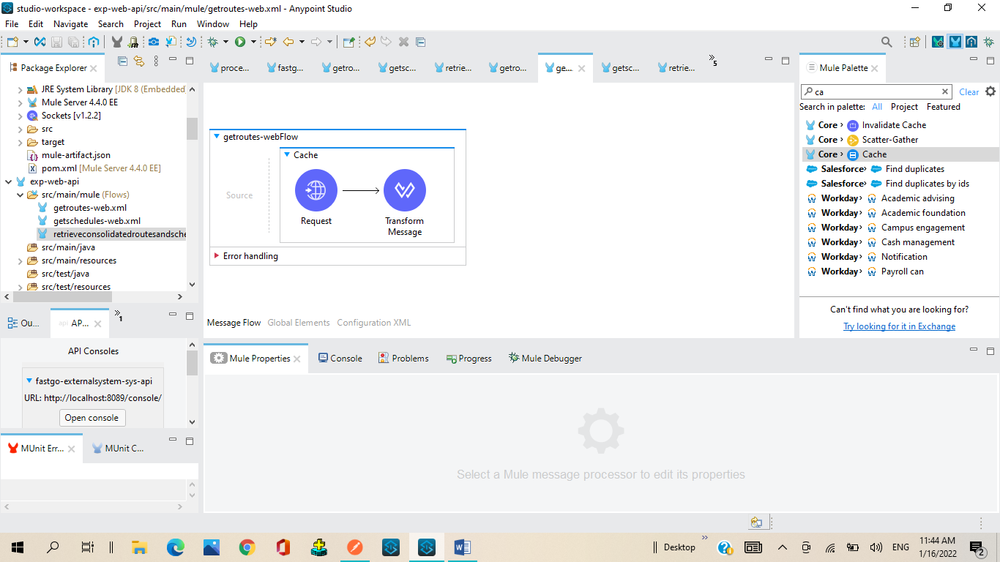 studio-workspace - exp-web-api/src/main/mule/getroutes-web.xml - Anypoint Studio
File Edit Navigate Search Project Run Window Help
Package Explorer
JRE System Library [JDK 8 (Embedded
Mule Server 4.4.0 EE
Sockets [v1.2.2]
src
target
mule-artifact.json
pom.xml [Mule Server 4.4.0 EE]
exp-web-api
src/main/mule (Flows)
getroutes-web.xml
getschedules-web.xml
retrieveconsolidatedroutesandsche
src/main/java
src/main/resources
src/test/java
src/test/resources
Ou...
AP...
1
API Consoles
fastgo-externalsystem-sys-api
URL: http://localhost:8089/console/
Open console
MUnit Err...
MUnit C...
proce...
fastg...
getro...
getsc...
retrie...
getro...
ge...
getsc...
retrie...
5
getroutes-webFlow
Cache
Source
Request
Transform
Message
Error handling
Message Flow Global Elements Configuration XML
Mule Properties
Console
Problems
Progress
Mule Debugger
Select a Mule message processor to edit its properties
Mule Palette
ca
Clear
Search in palette: All Project Featured
Core > Invalidate Cache
Core > Scatter-Gather
Core > Cache
Salesforce > Find duplicates
Salesforce > Find duplicates by ids
Workday > Academic advising
Workday > Academic foundation
Workday > Campus engagement
Workday > Cash management
Workday > Notification
Workday > Payroll can
Can't find what you are looking for?
Try looking for it in Exchange
Desktop
ENG
11:44 AM
1/16/2022
2